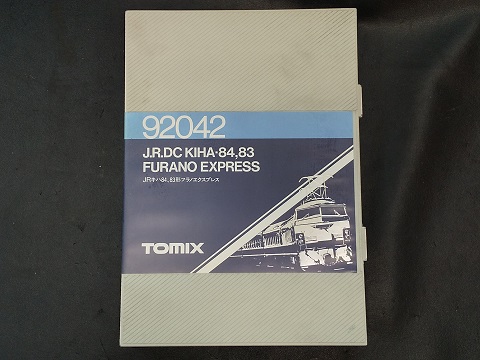 92042
J.R.DC KIHA-84,83
FURANO EXPRESS
JRキハ84,83形フラノエクスプレス
TOMIX